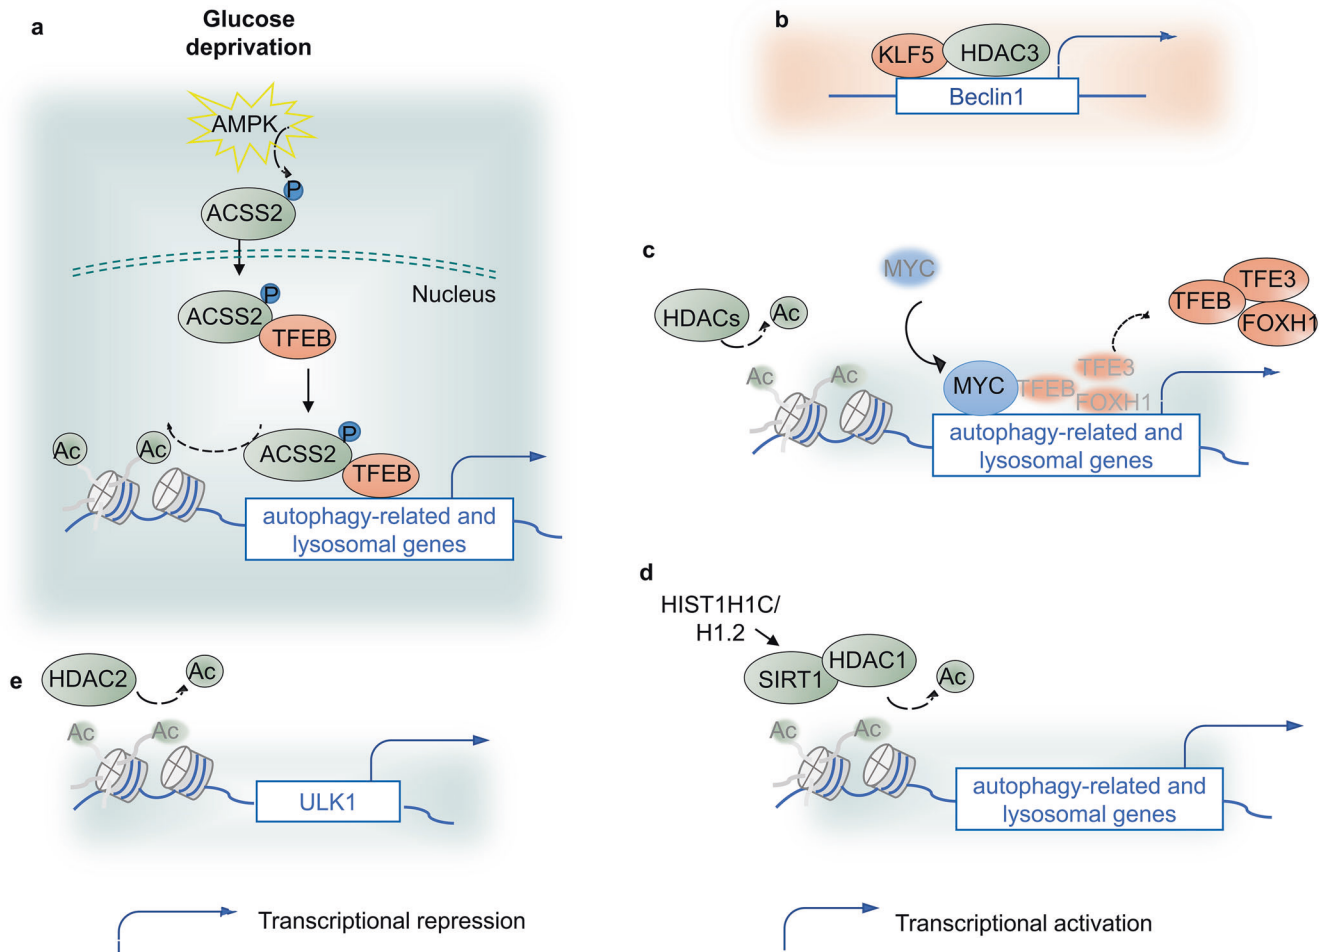 a
Glucose
deprivation
AMPK
P
ACSS2
Nucleus
P
ACSS2
TFEB
P
ACSS2
TFEB
Ac
Ac
autophagy-related and
lysosomal genes
b
KLF5
HDAC3
Beclin1
c
MYC
HDACs
Ac
TFE3
TFEB
FOXH1
Ac
Ac
MYC
TFEB
TFE3
FOXH1
autophagy-related and
lysosomal genes
d
HIST1H1C/
H1.2
SIRT1
HDAC1
Ac
Ac
Ac
autophagy-related and
lysosomal genes
e
HDAC2
Ac
Ac
Ac
ULK1
Transcriptional repression
Transcriptional activation